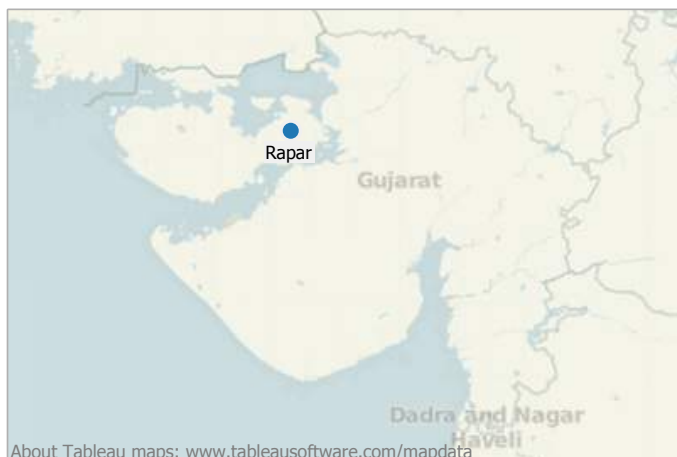 Rapar
Gujarat
Dadra and Nagar
Haveli
About Tableau maps: www.tableausoftware.com/mapdata